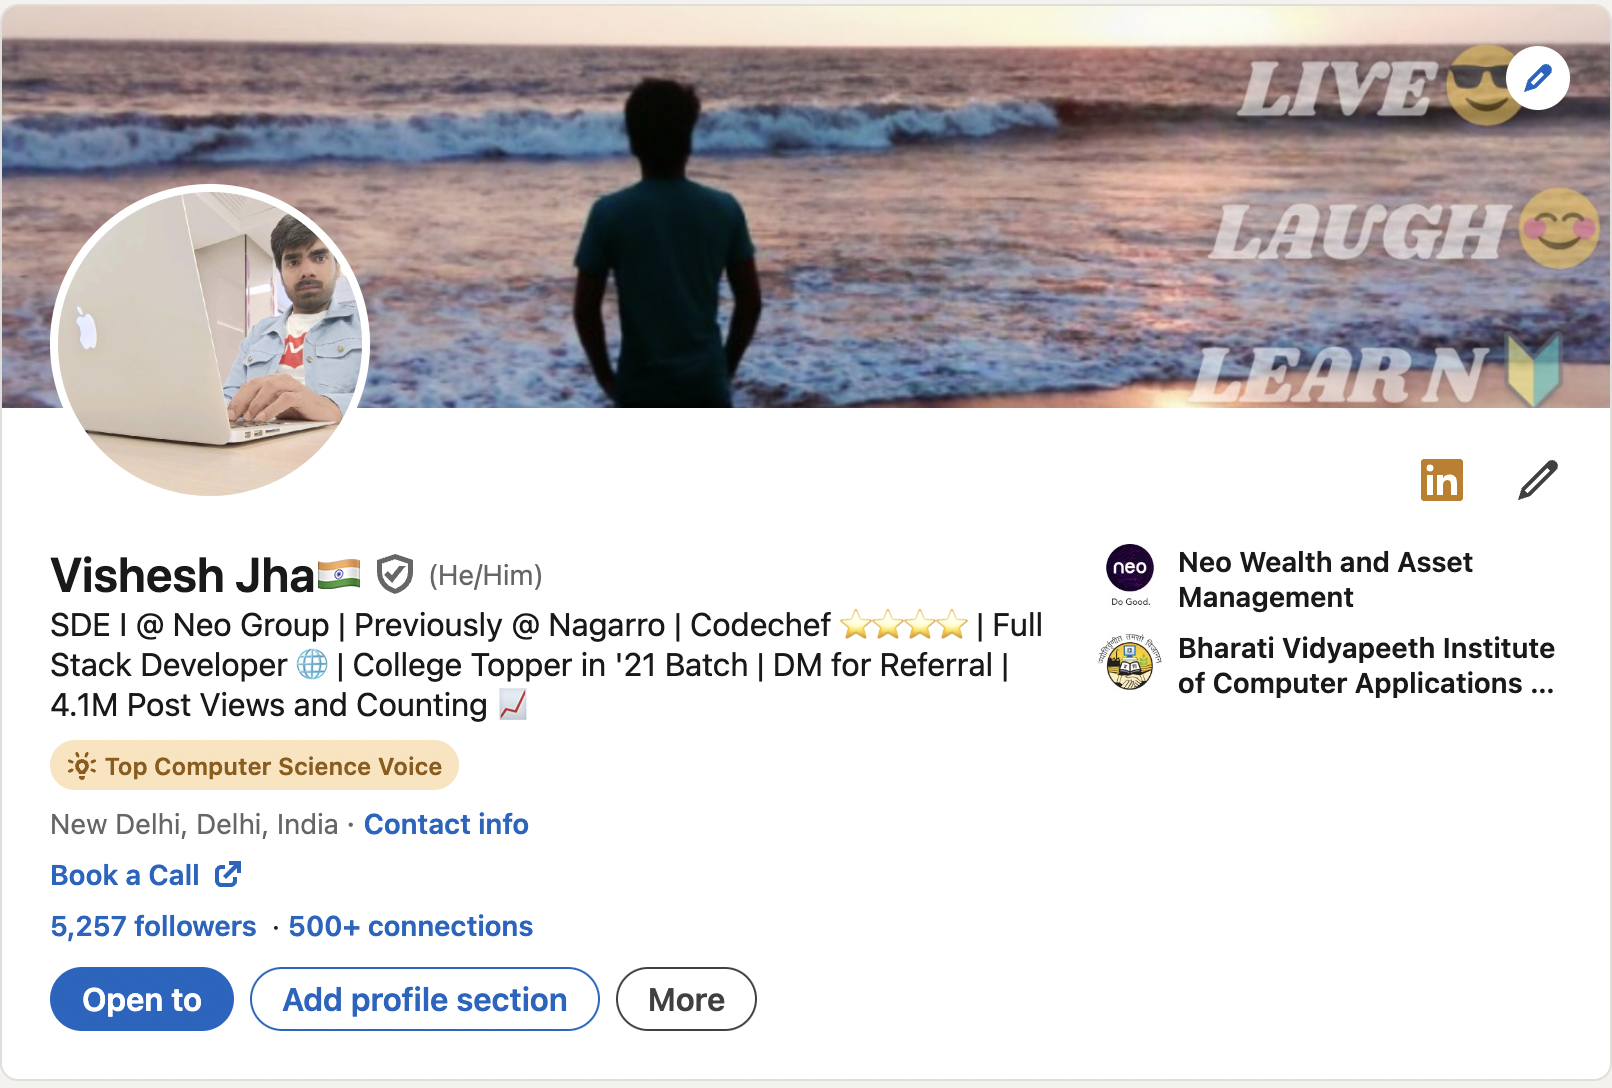 LIVE 😎
LAUGH 😊
LEARN 🔰
in
Vishesh Jha🇮🇳 (He/Him)
SDE I @ Neo Group | Previously @ Nagarro | Codechef ⭐⭐⭐⭐ | Full
Stack Developer 🌐 | College Topper in '21 Batch | DM for Referral |
4.1M Post Views and Counting 📈
Top Computer Science Voice
New Delhi, Delhi, India · Contact info
Book a Call
5,257 followers · 500+ connections
Open to
Add profile section
More
neo
Do Good.
Neo Wealth and Asset
Management
Bharati Vidyapeeth Institute
of Computer Applications ...